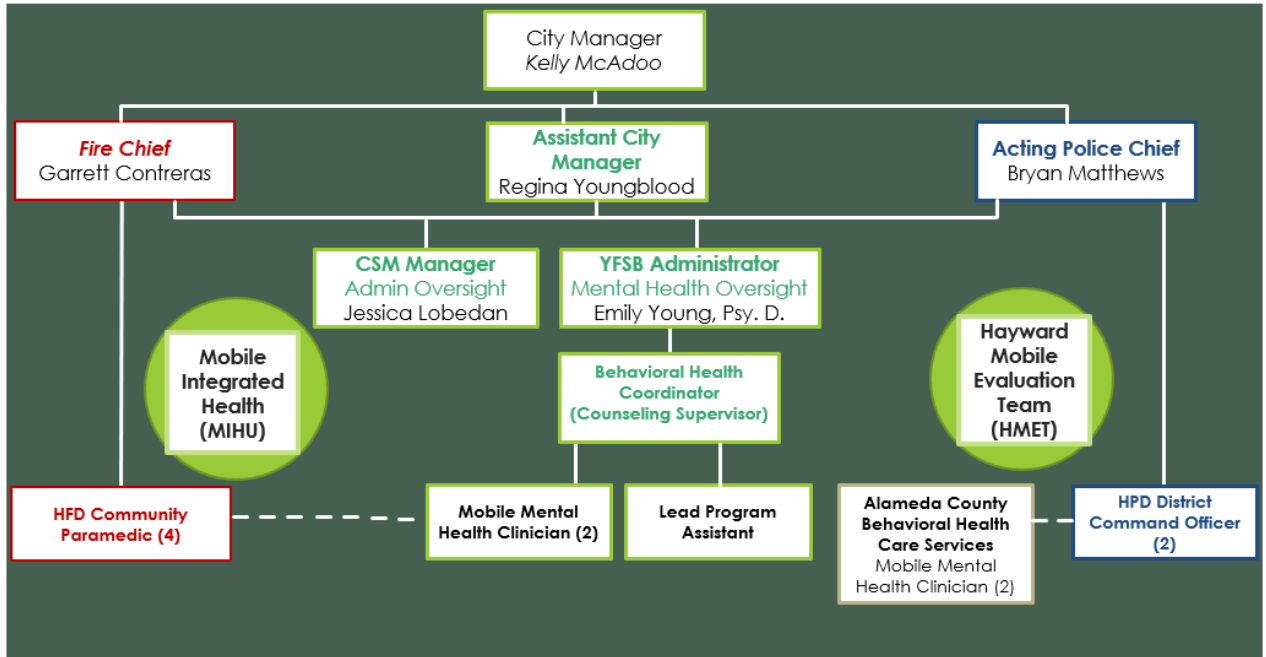 City Manager
Kelly McAdoo
Fire Chief
Garrett Contreras
Assistant City
Manager
Regina Youngblood
Acting Police Chief
Bryan Matthews
CSM Manager
Admin Oversight
Jessica Lobedan
YFSB Administrator
Mental Health Oversight
Emily Young, Psy. D.
Mobile
Integrated
Health
(MIHU)
Behavioral Health
Coordinator
(Counseling Supervisor)
Hayward
Mobile
Evaluation
Team
(HMET)
HFD Community
Paramedic (4)
Mobile Mental
Health Clinician (2)
Lead Program
Assistant
Alameda County
Behavioral Health
Care Services
Mobile Mental
Health Clinician (2)
HPD District
Command Officer
(2)